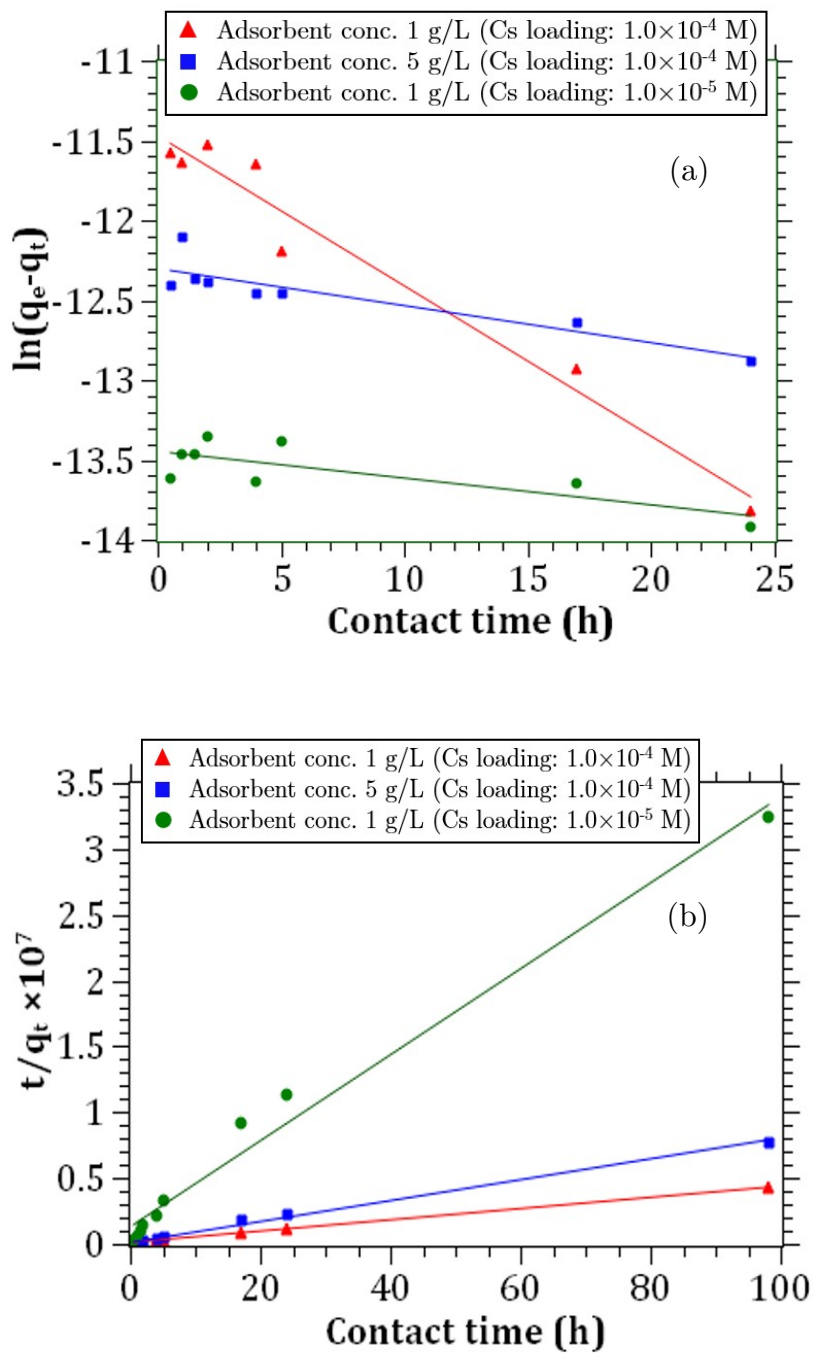 Adsorbent conc. 1 g/L (Cs loading: 1.0×10⁻⁴ M)
Adsorbent conc. 5 g/L (Cs loading: 1.0×10⁻⁴ M)
Adsorbent conc. 1 g/L (Cs loading: 1.0×10⁻⁵ M)
(a)
ln(qₑ-qₜ)
-11
-11.5
-12
-12.5
-13
-13.5
-14
0 5 10 15 20 25
Contact time (h)
Adsorbent conc. 1 g/L (Cs loading: 1.0×10⁻⁴ M)
Adsorbent conc. 5 g/L (Cs loading: 1.0×10⁻⁴ M)
Adsorbent conc. 1 g/L (Cs loading: 1.0×10⁻⁵ M)
(b)
t/qₜ ×10⁷
3.5
3
2.5
2
1.5
1
0.5
0
0 20 40 60 80 100
Contact time (h)